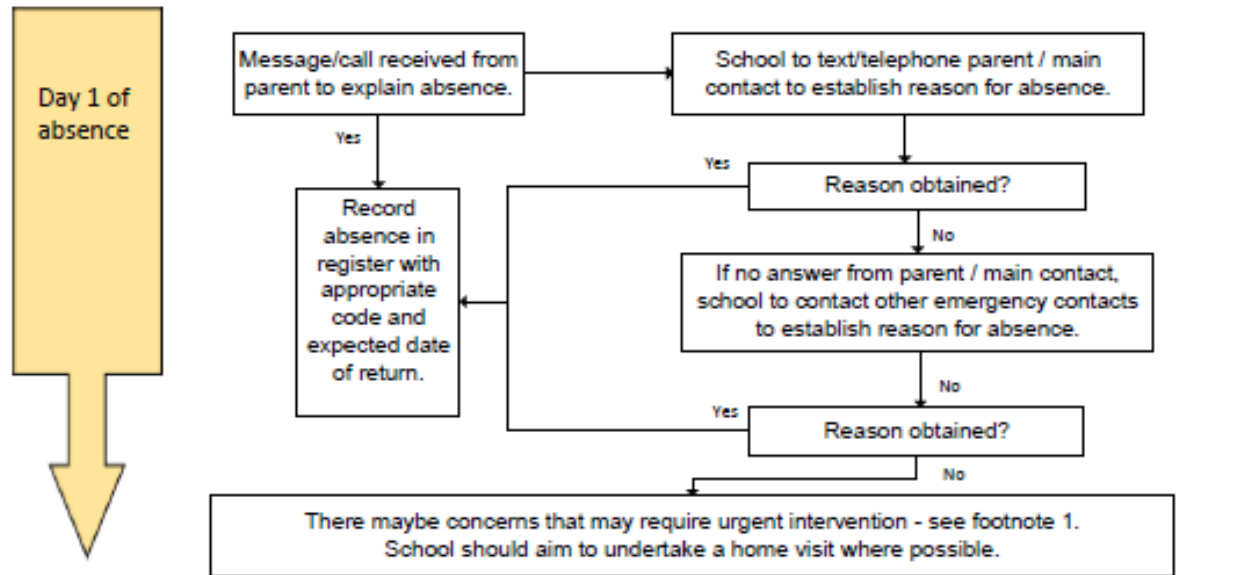 Day 1 of
absence
Message/call received from
parent to explain absence.
School to text/telephone parent / main
contact to establish reason for absence.
Yes
Yes
Reason obtained?
Record
absence in
register with
appropriate
code and
expected date
of return.
No
If no answer from parent / main contact,
school to contact other emergency contacts
to establish reason for absence.
No
Yes
Reason obtained?
No
There maybe concerns that may require urgent intervention - see footnote 1.
School should aim to undertake a home visit where possible.